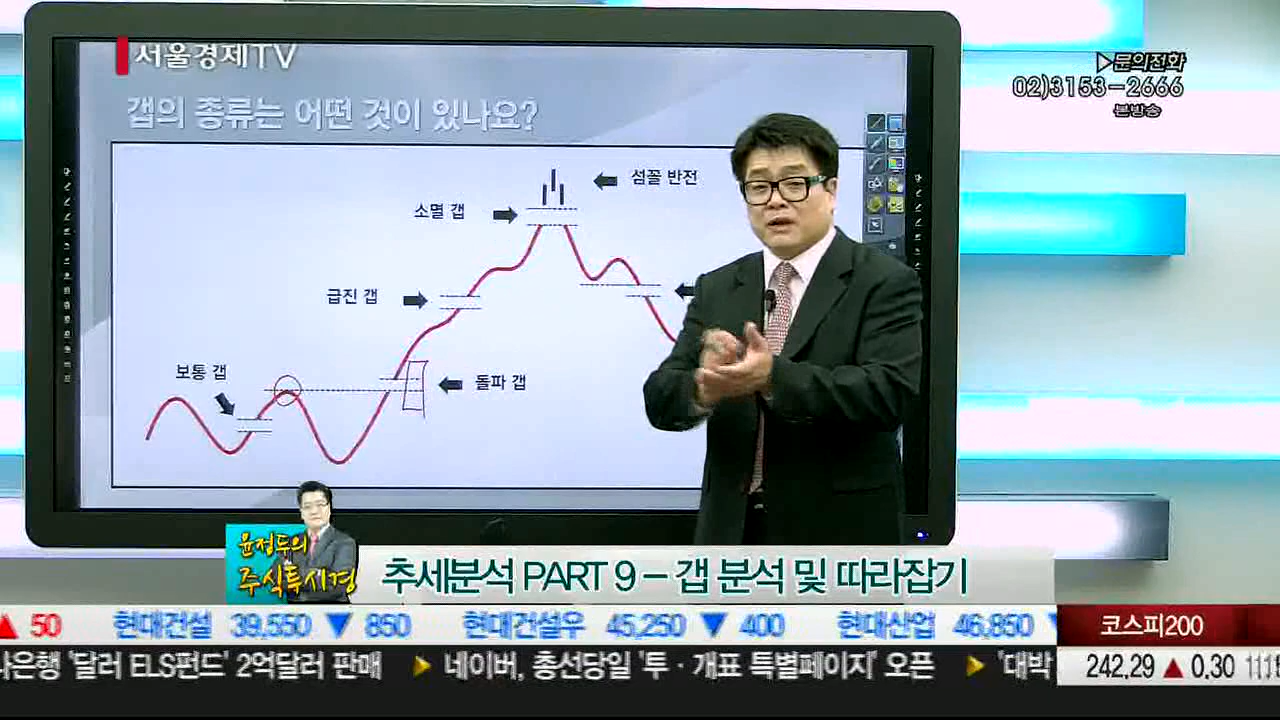 서울경제TV
▶문의전화
02)3153-2666
본방송
갭의 종류는 어떤 것이 있나요?
섬꼴 반전
소멸 갭
급진 갭
보통 갭
돌파 갭
윤정두의
주식투시경
추세분석 PART 9 - 갭 분석 및 따라잡기
▲ 50 현대건설 39,550 ▼ 850 현대건설우 45,250 ▼ 400 현대산업 46,850 ▼
코스피200
나은행 '달러 ELS펀드' 2억달러 판매 ▶ 네이버, 총선당일 '투·개표 특별페이지' 오픈 ▶ '대박
242.29 ▲ 0.30